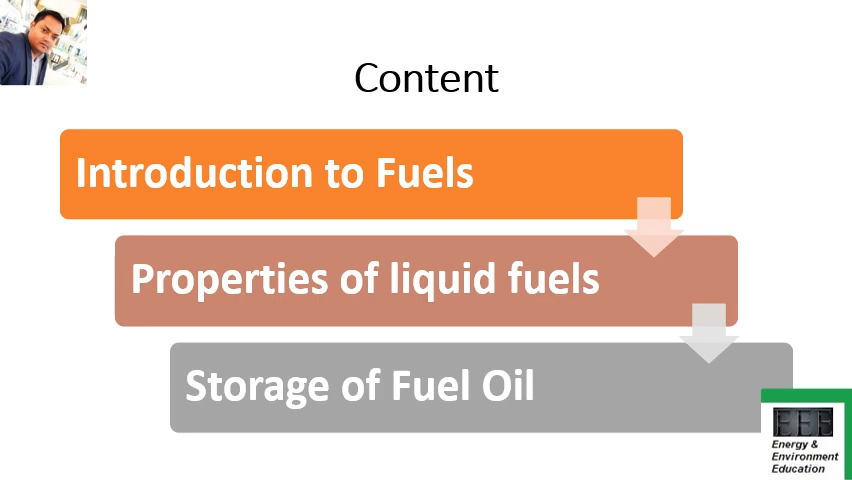 Content
Introduction to Fuels
Properties of liquid fuels
Storage of Fuel Oil
EEE
Energy &
Environment
Education